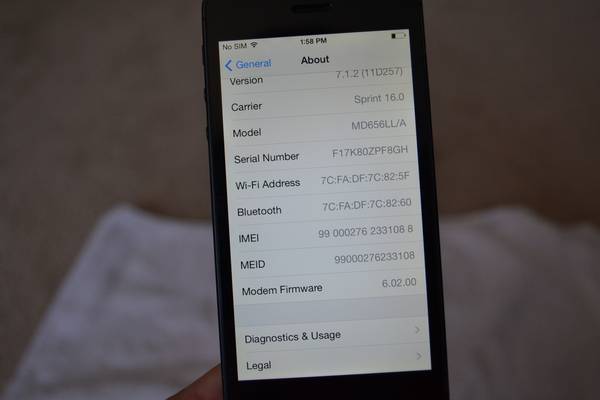 No SIM 1:58 PM
General About
Version 7.1.2 (11D257)
Carrier Sprint 16.0
Model MD656LL/A
Serial Number F17K80ZPF8GH
Wi-Fi Address 7C:FA:DF:7C:82:5F
Bluetooth 7C:FA:DF:7C:82:60
IMEI 99 000276 233108 8
MEID 99000276233108
Modem Firmware 6.02.00
Diagnostics & Usage
Legal